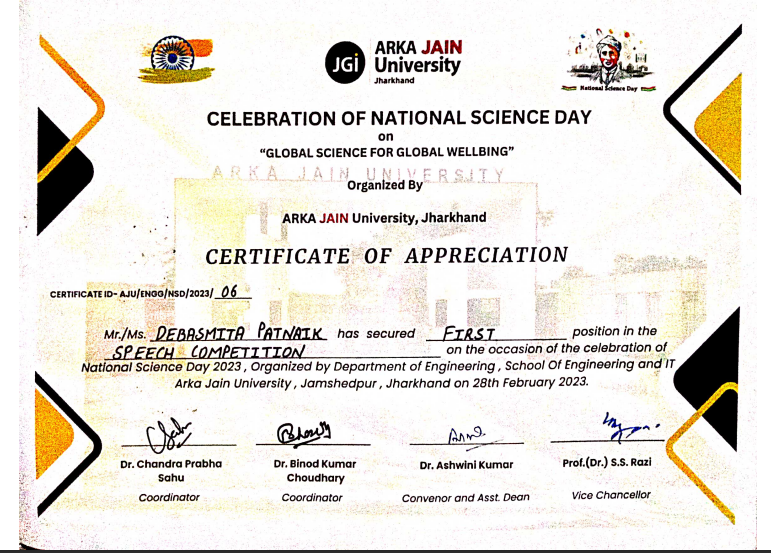 JGi
ARKA JAIN
University
Jharkhand
National Science Day
CELEBRATION OF NATIONAL SCIENCE DAY
on
“GLOBAL SCIENCE FOR GLOBAL WELLBING”
ARKA JAIN UNIVERSITY
Organized By
ARKA JAIN University, Jharkhand
CERTIFICATE OF APPRECIATION
CERTIFICATE ID- AJU/ENGG/NSD/2023/ 06
Mr./Ms. DEBASMITA PATNAIK has secured FIRST position in the
SPEECH COMPETITION on the occasion of the celebration of
National Science Day 2023 , Organized by Department of Engineering , School Of Engineering and IT
Arka Jain University , Jamshedpur , Jharkhand on 28th February 2023.
Dr. Chandra Prabha
Sahu
Coordinator
Dr. Binod Kumar
Choudhary
Coordinator
Dr. Ashwini Kumar
Convenor and Asst. Dean
Prof.(Dr.) S.S. Razi
Vice Chancellor